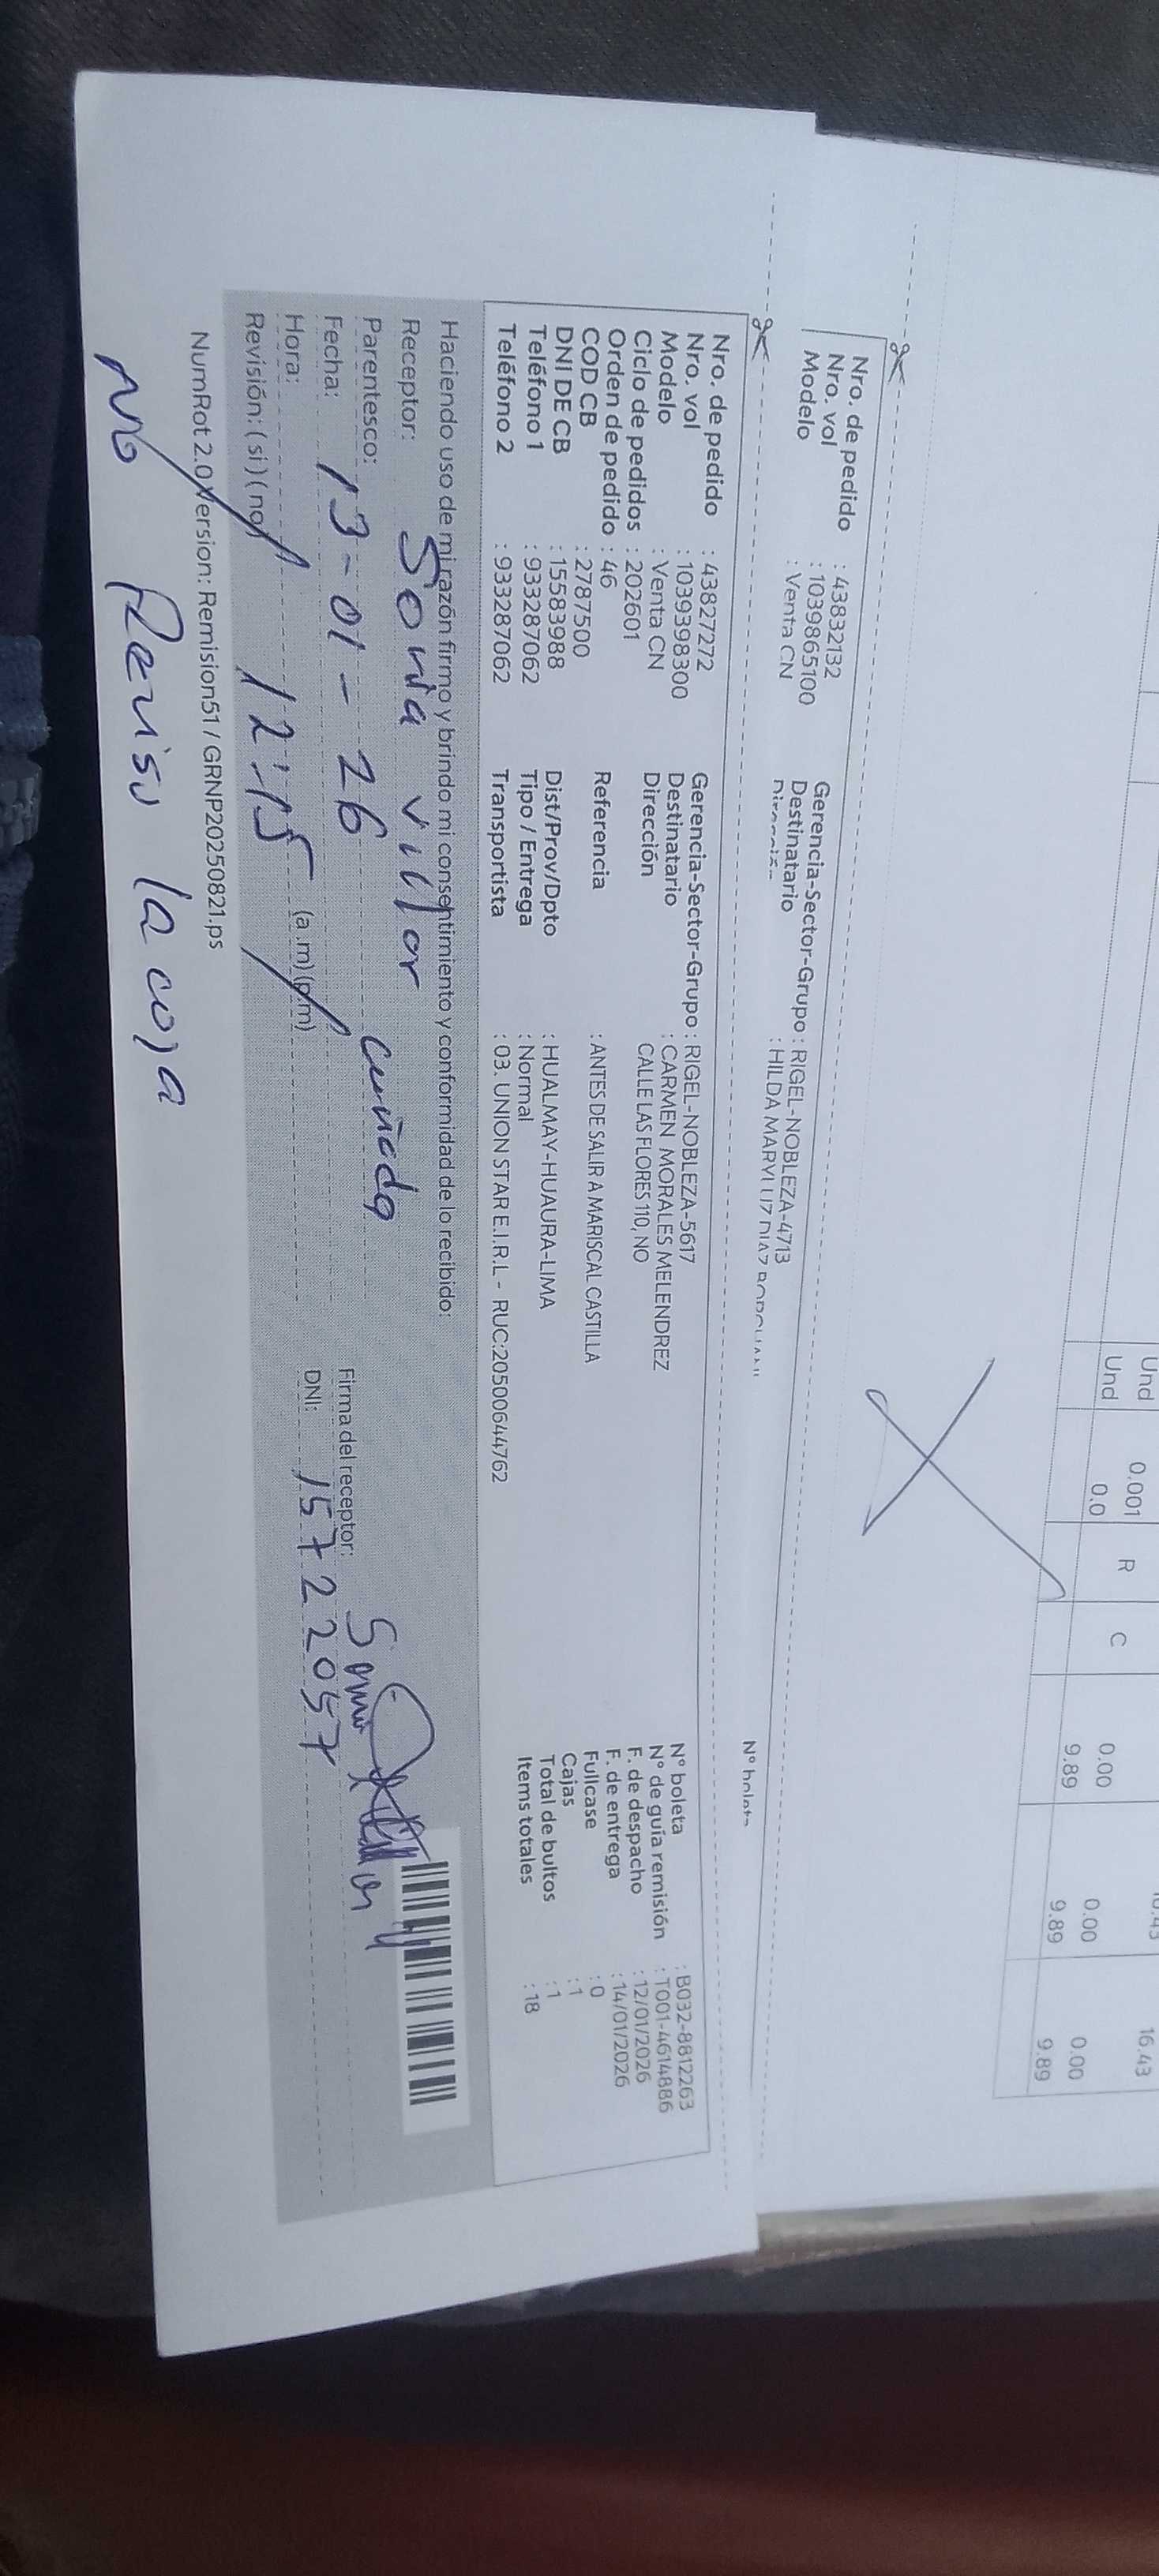 Und 0.001 R C 16.43
Und 0.0 0.00 0.00 0.00
9.89 9.89 9.89
Nro. de pedido : 43832132 Gerencia-Sector-Grupo : RIGEL-NOBLEZA-4713
Nro. vol : 1039865100 Destinatario : HILDA
Modelo : Venta CN
Nro. de pedido : 43827272 Gerencia-Sector-Grupo : RIGEL-NOBLEZA-5617 N° boleta : B032-8812263
Nro. vol : 1039398300 Destinatario : CARMEN MORALES MELENDREZ N° de guía remisión : T001-4614886
Modelo : Venta CN Dirección CALLE LAS FLORES 110, NO F. de despacho : 12/01/2026
Ciclo de pedidos : 202601 F. de entrega : 14/01/2026
Orden de pedido : 46 Referencia : ANTES DE SALIR A MARISCAL CASTILLA Fullcase : 0
COD CB : 2787500 Cajas : 1
DNI DE CB : 15583988 Dist/Prov/Dpto : HUALMAY-HUAURA-LIMA Total de bultos : 1
Teléfono 1 : 933287062 Tipo / Entrega : Normal Items totales : 18
Teléfono 2 : 933287062 Transportista : 03. UNION STAR E.I.R.L - RUC:20500644762
Haciendo uso de mi razón firmo y brindo mi consentimiento y conformidad de lo recibido:
Receptor: Sonia Villar
Parentesco: cuñada Firma del receptor:
Fecha: 13-01-26 DNI: 15722057
Hora: 12:15 (a.m) (p.m)
Revisión: ( si ) ( no )
NumRot 2.0 Version: Remision51 / GRNP20250821.ps
No Reviso la caja